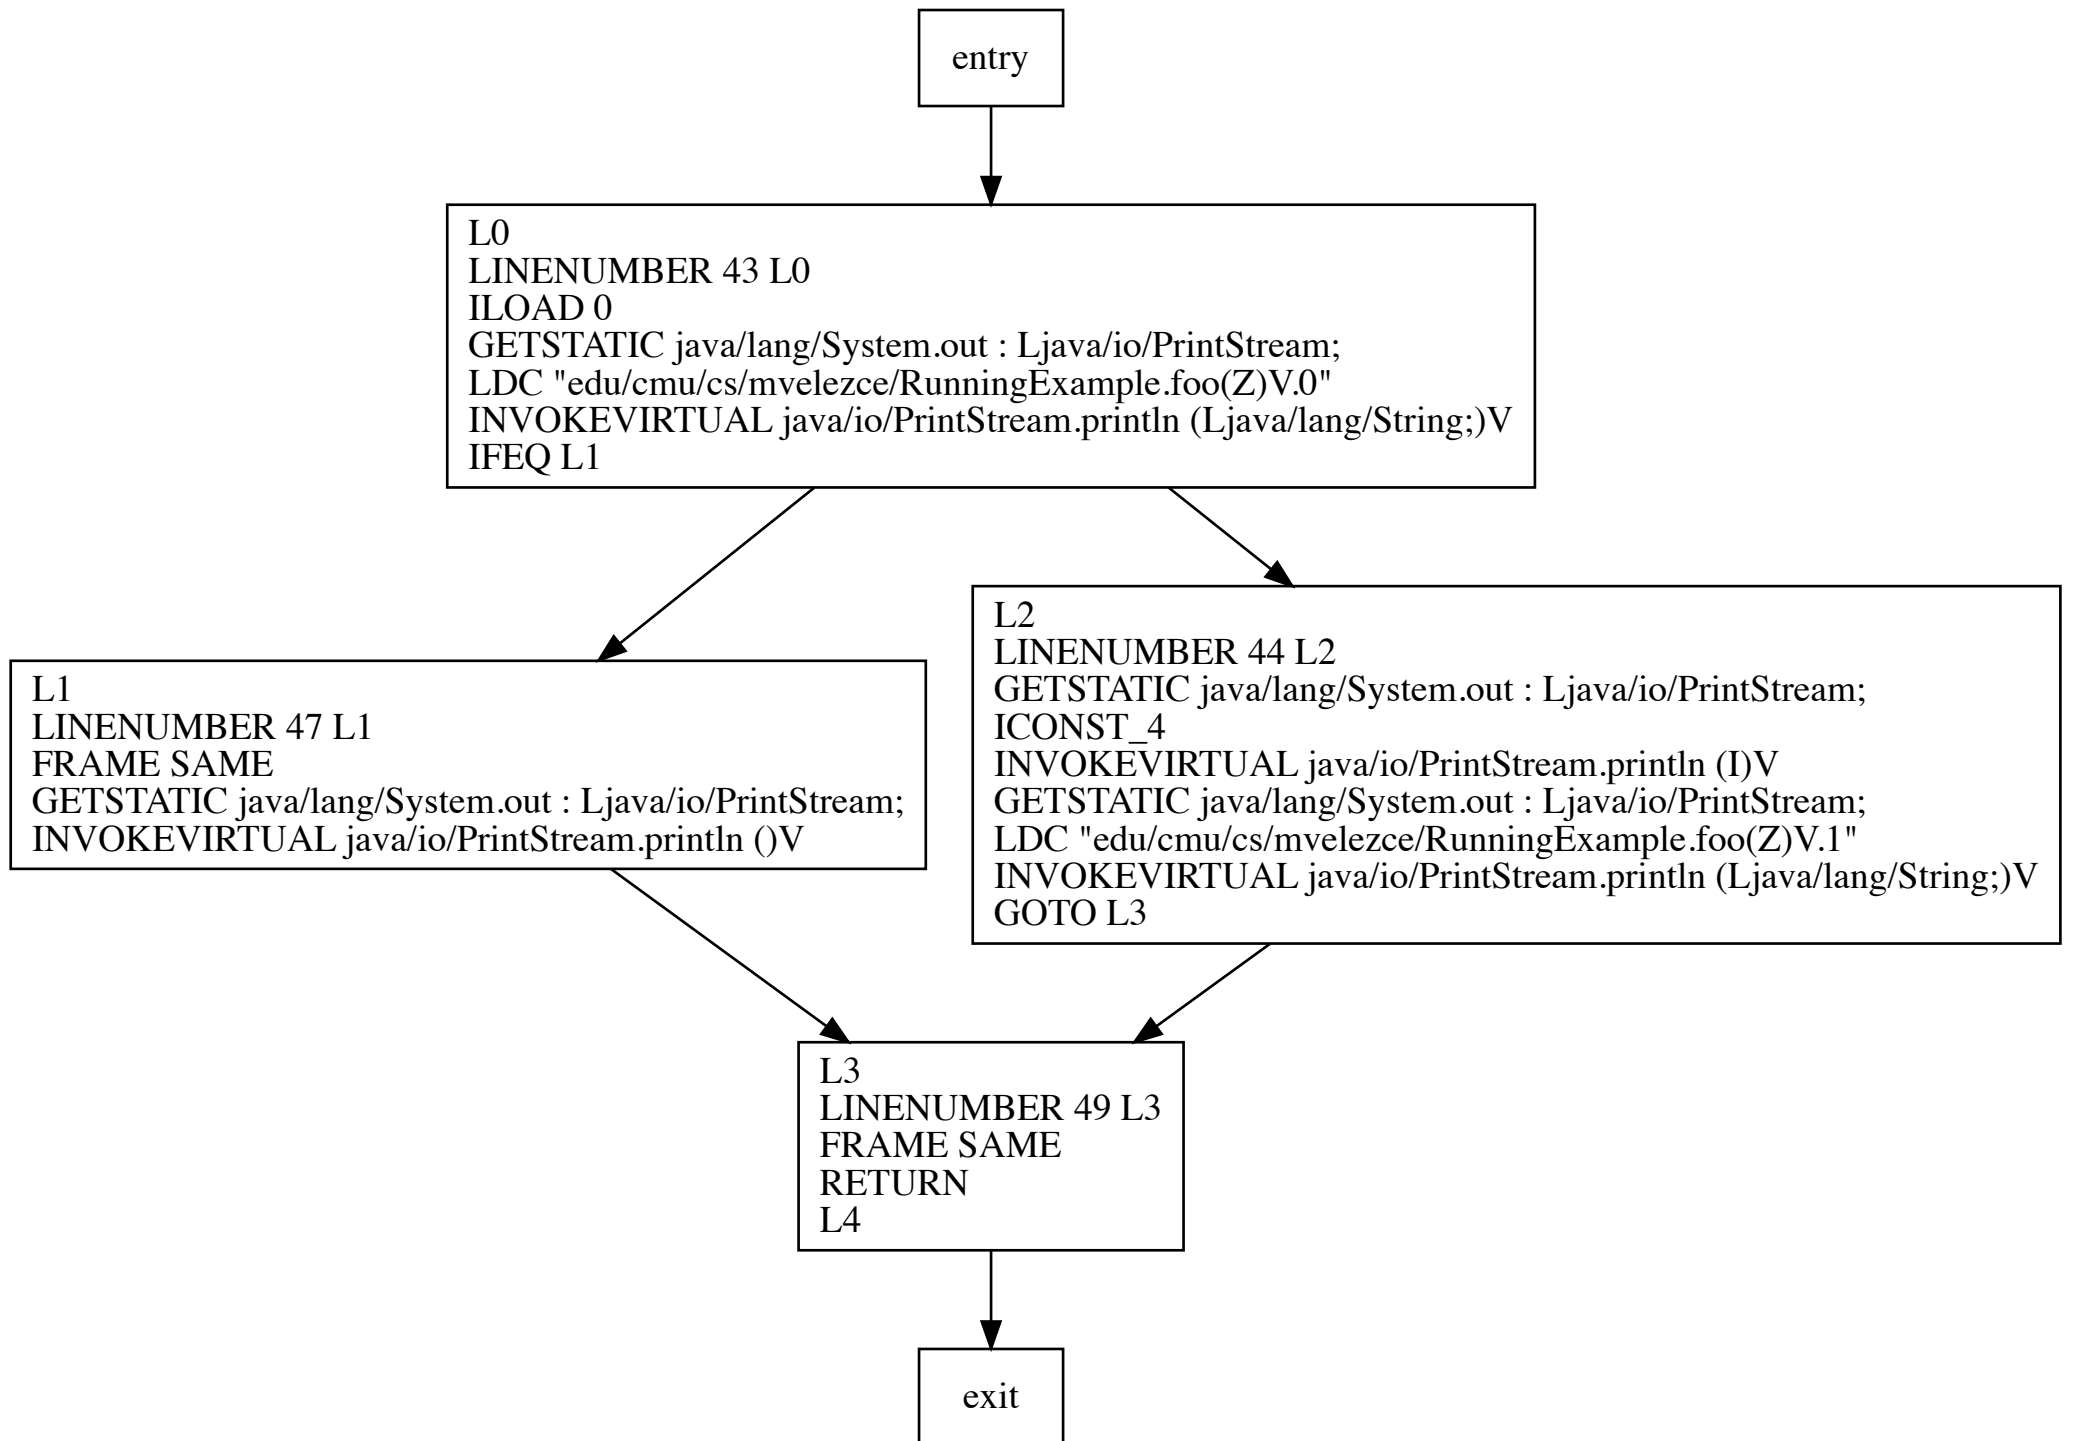 entry
L0
LINENUMBER 43 L0
ILOAD 0
GETSTATIC java/lang/System.out : Ljava/io/PrintStream;
LDC "edu/cmu/cs/mvelezce/RunningExample.foo(Z)V.0"
INVOKEVIRTUAL java/io/PrintStream.println (Ljava/lang/String;)V
IFEQ L1
L1
LINENUMBER 47 L1
FRAME SAME
GETSTATIC java/lang/System.out : Ljava/io/PrintStream;
INVOKEVIRTUAL java/io/PrintStream.println ()V
L2
LINENUMBER 44 L2
GETSTATIC java/lang/System.out : Ljava/io/PrintStream;
ICONST_4
INVOKEVIRTUAL java/io/PrintStream.println (I)V
GETSTATIC java/lang/System.out : Ljava/io/PrintStream;
LDC "edu/cmu/cs/mvelezce/RunningExample.foo(Z)V.1"
INVOKEVIRTUAL java/io/PrintStream.println (Ljava/lang/String;)V
GOTO L3
L3
LINENUMBER 49 L3
FRAME SAME
RETURN
L4
exit